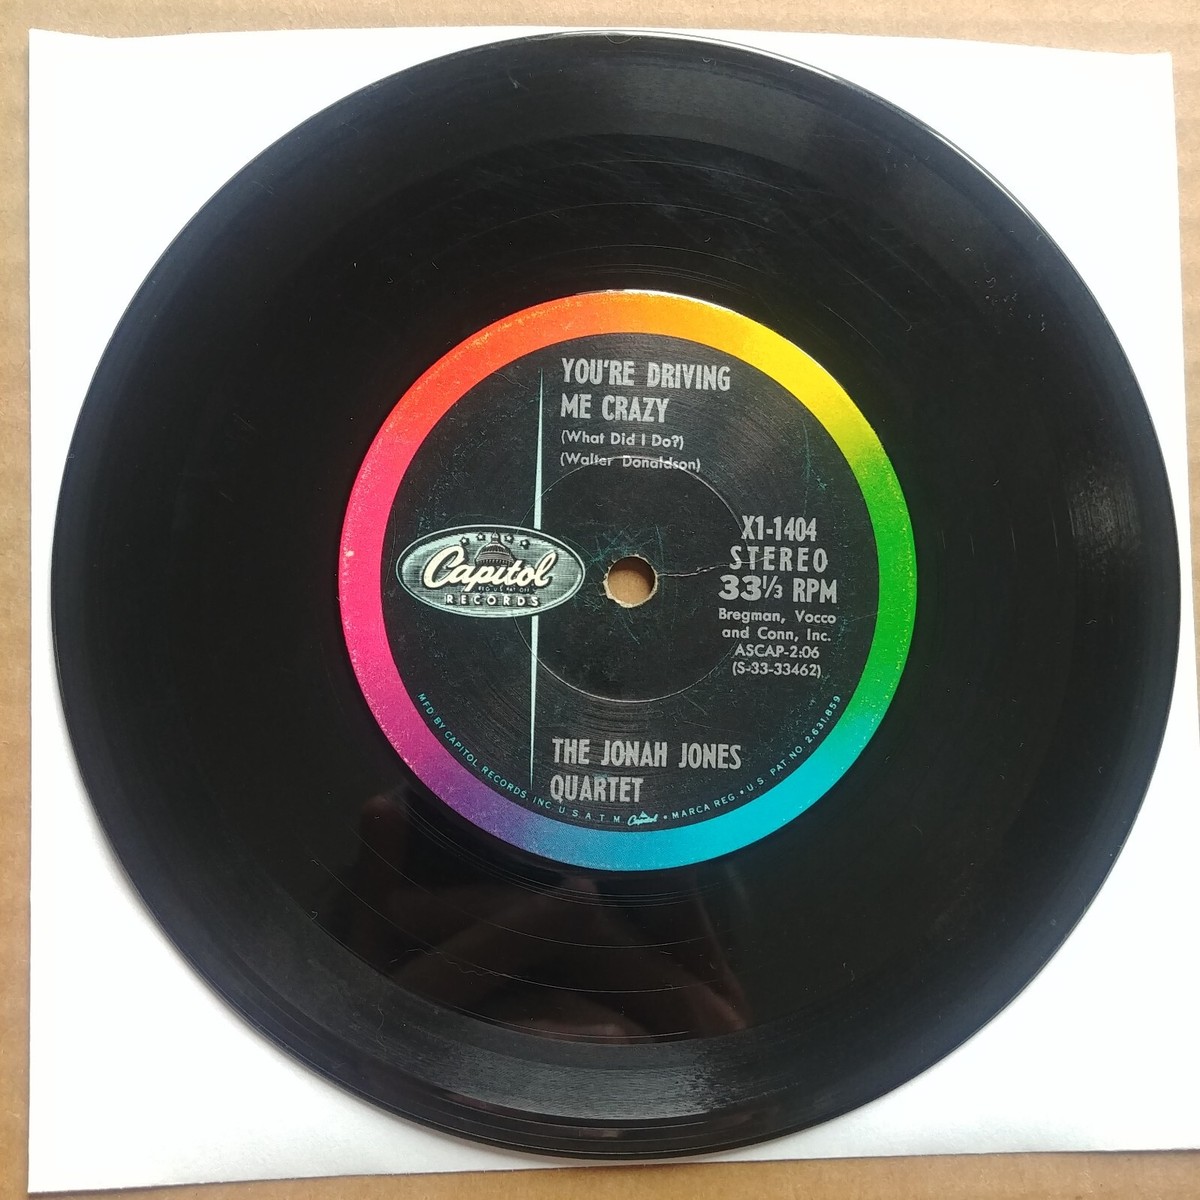 YOU'RE DRIVING
ME CRAZY
(What Did I Do?)
(Walter Donaldson)
X1-1404
STEREO
33⅓ RPM
Bregman, Vocco
and Conn, Inc.
ASCAP-2:06
(S-33-33462)
Capitol
RECORDS
THE JONAH JONES
QUARTET
MFD BY CAPITOL RECORDS, INC. U.S.A. T.M. Capitol • MARCA REG. • U.S. PAT. NO. 2,631,859